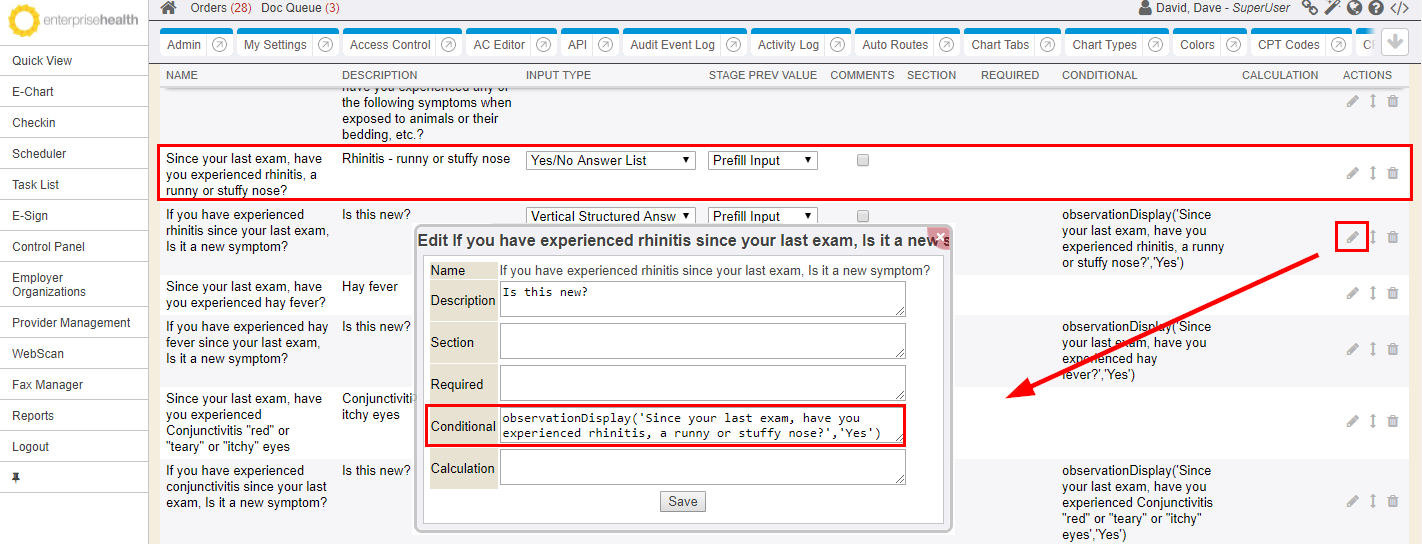 enterprisehealth
Orders (28) Doc Queue (3)
David, Dave - SuperUser
Quick View
E-Chart
Checkin
Scheduler
Task List
E-Sign
Control Panel
Employer
Organizations
Provider Management
WebScan
Fax Manager
Reports
Logout
Admin My Settings Access Control AC Editor API Audit Event Log Activity Log Auto Routes Chart Tabs Chart Types Colors CPT Codes
NAME DESCRIPTION INPUT TYPE STAGE PREV VALUE COMMENTS SECTION REQUIRED CONDITIONAL CALCULATION ACTIONS
have you experienced any of
the following symptoms when
exposed to animals or their
bedding, etc.?
Since your last exam, have
you experienced rhinitis, a
runny or stuffy nose?
Rhinitis - runny or stuffy nose
Yes/No Answer List
Prefill Input
If you have experienced
rhinitis since your last exam,
Is it a new symptom?
Is this new?
Vertical Structured Answ
Prefill Input
observationDisplay('Since
your last exam, have you
experienced rhinitis, a runny
or stuffy nose?','Yes')
Since your last exam, have
you experienced hay fever?
Hay fever
If you have experienced hay
fever since your last exam,
Is it a new symptom?
Is this new?
observationDisplay('Since
your last exam, have you
experienced hay
fever?','Yes')
Since your last exam, have
you experienced
Conjunctivitis "red" or
"teary" or "itchy" eyes
Conjunctiviti
itchy eyes
If you have experienced
conjunctivitis since your last
exam, Is it a new symptom?
Is this new?
observationDisplay('Since
your last exam, have you
experienced Conjunctivitis
"red" or "teary" or "itchy"
eyes','Yes')
Edit If you have experienced rhinitis since your last exam, Is it a new s
Name If you have experienced rhinitis since your last exam, Is it a new symptom?
Description Is this new?
Section
Required
Conditional observationDisplay('Since your last exam, have you
experienced rhinitis, a runny or stuffy nose?','Yes')
Calculation
Save